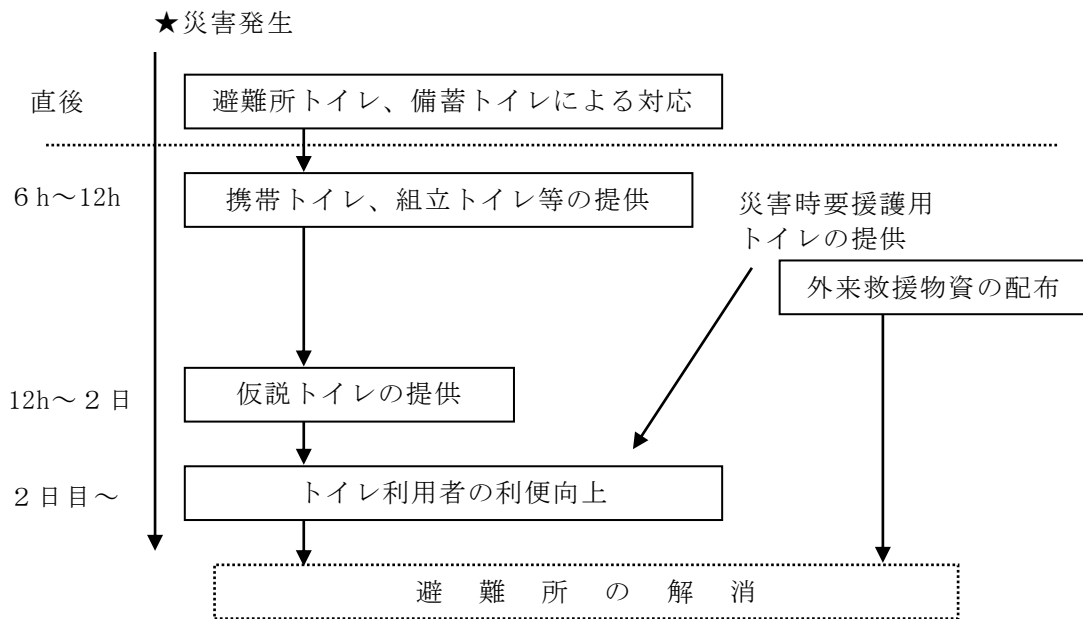 ★災害発生
直後
避難所トイレ、備蓄トイレによる対応
６h～12h
携帯トイレ、組立トイレ等の提供
災害時要援護用
トイレの提供
外来救援物資の配布
12h～２日
仮説トイレの提供
２日目～
トイレ利用者の利便向上
避難所の解消